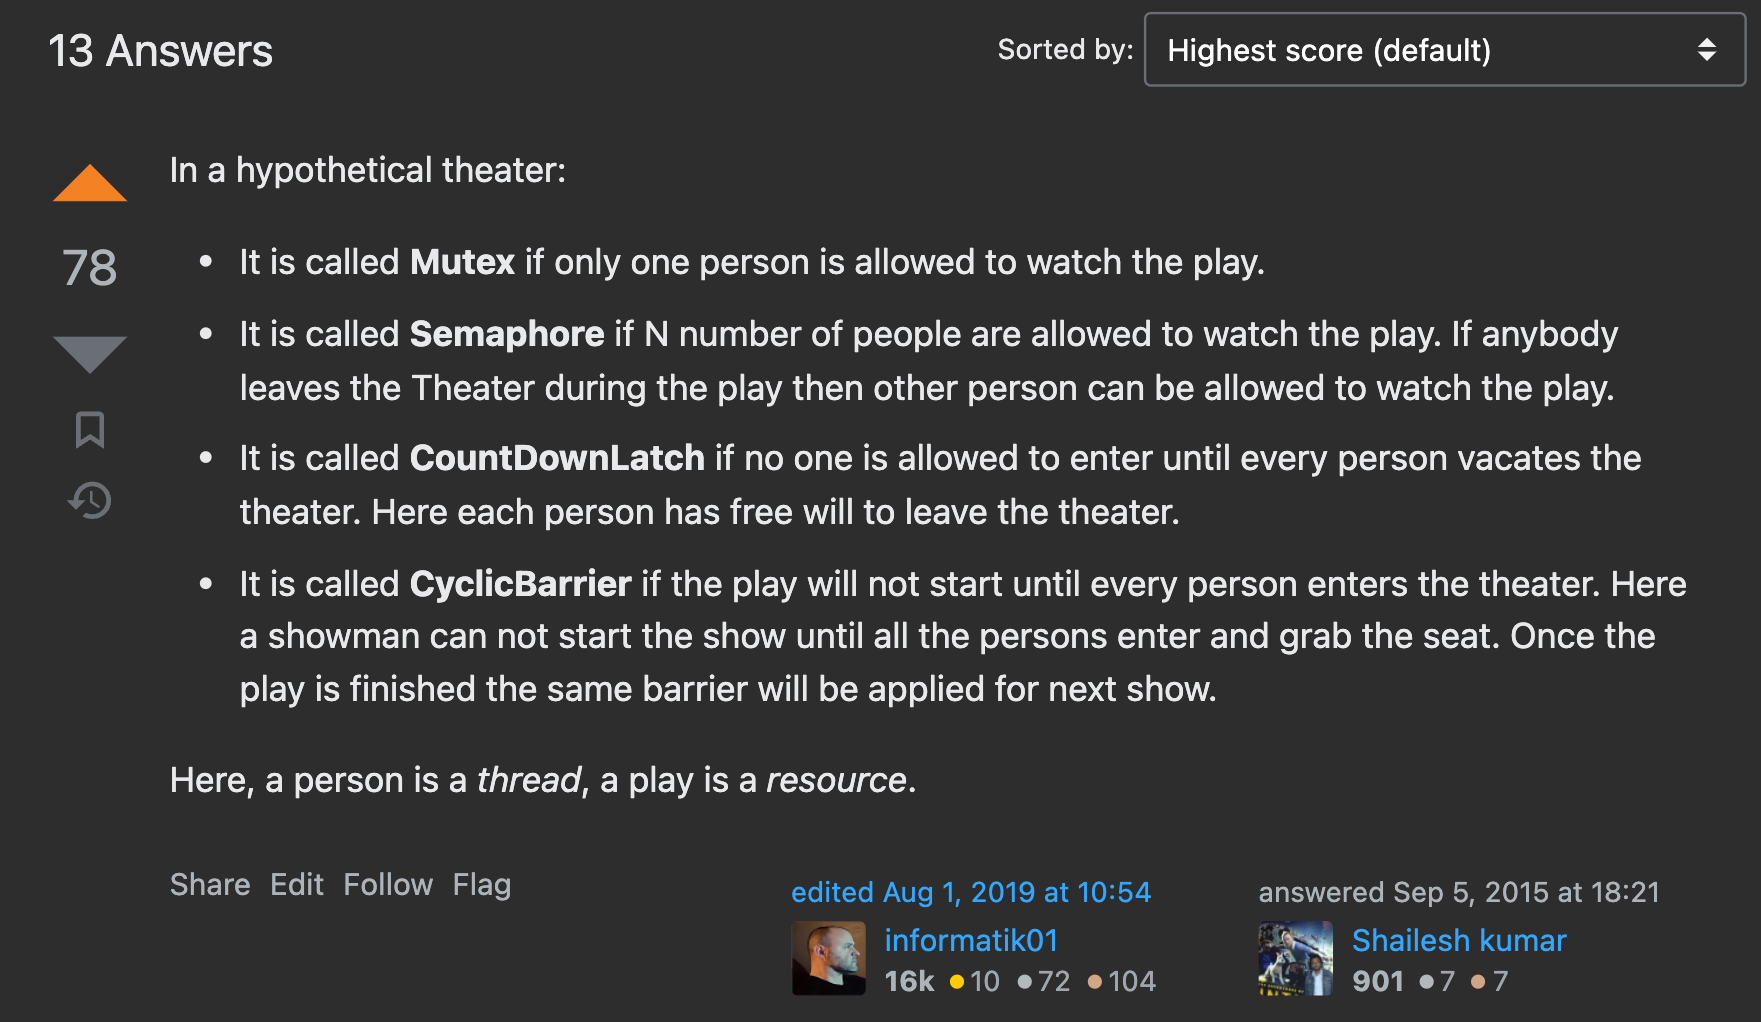 13 Answers
Sorted by:
Highest score (default)
In a hypothetical theater:
78
• It is called Mutex if only one person is allowed to watch the play.
• It is called Semaphore if N number of people are allowed to watch the play. If anybody
leaves the Theater during the play then other person can be allowed to watch the play.
• It is called CountDownLatch if no one is allowed to enter until every person vacates the
theater. Here each person has free will to leave the theater.
• It is called CyclicBarrier if the play will not start until every person enters the theater. Here
a showman can not start the show until all the persons enter and grab the seat. Once the
play is finished the same barrier will be applied for next show.
Here, a person is a thread, a play is a resource.
Share Edit Follow Flag
edited Aug 1, 2019 at 10:54
informatik01
16k ●10 ●72 ●104
answered Sep 5, 2015 at 18:21
Shailesh kumar
901 ●7 ●7